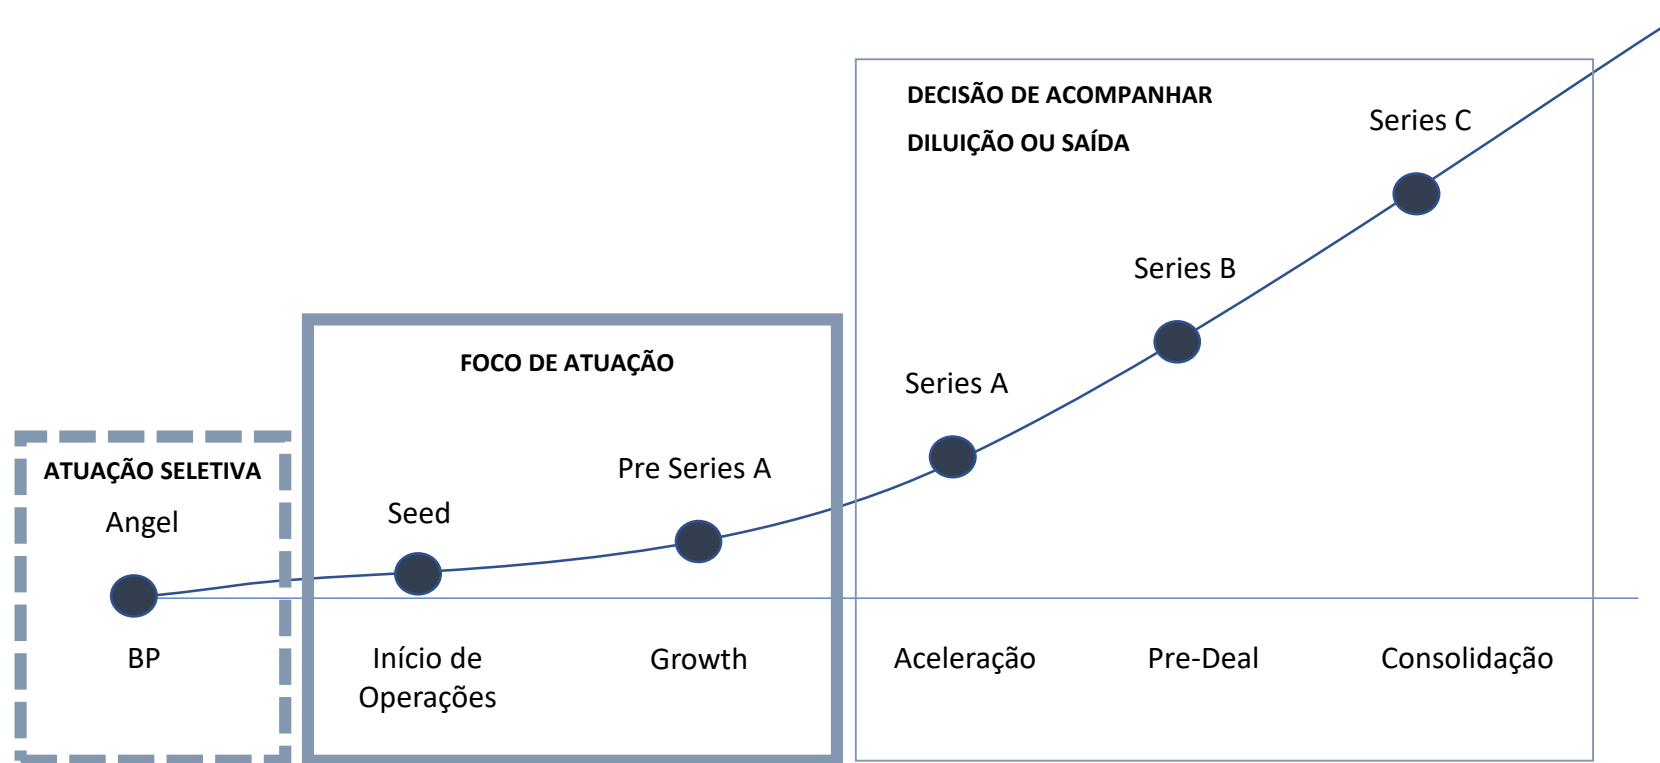 DECISÃO DE ACOMPANHAR
DILUIÇÃO OU SAÍDA
Series C
Series B
FOCO DE ATUAÇÃO
Series A
ATUAÇÃO SELETIVA
Pre Series A
Angel
Seed
BP
Início de
Operações
Growth
Aceleração
Pre-Deal
Consolidação